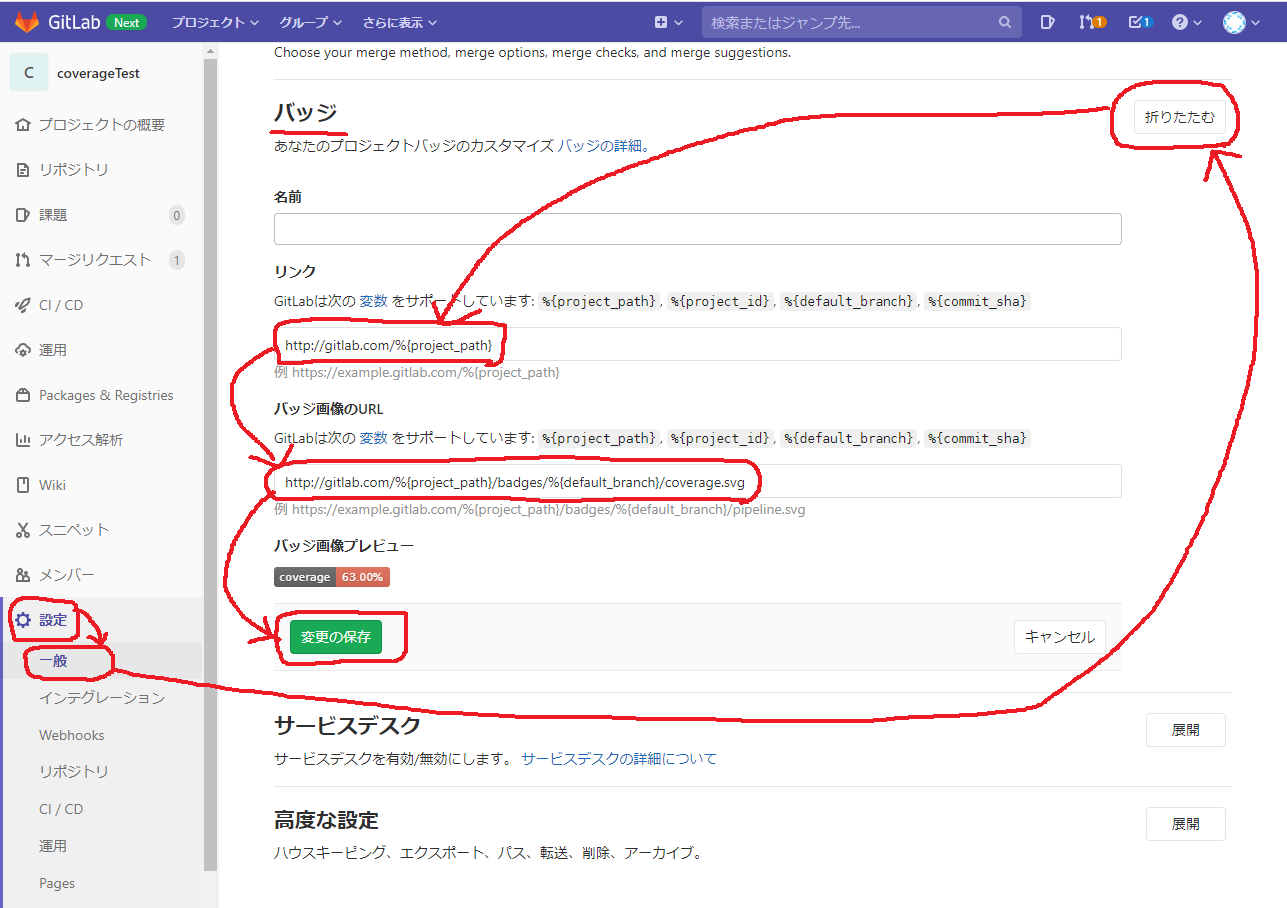 GitLab Next プロジェクト グループ さらに表示 検索またはジャンプ先... 1 1
C coverageTest
プロジェクトの概要
リポジトリ
課題 0
マージリクエスト 1
CI / CD
運用
Packages & Registries
アクセス解析
Wiki
スニペット
メンバー
設定
一般
インテグレーション
Webhooks
リポジトリ
CI / CD
運用
Pages
Choose your merge method, merge options, merge checks, and merge suggestions.
バッジ 折りたたむ
あなたのプロジェクトバッジのカスタマイズ バッジの詳細。
名前
リンク
GitLabは次の 変数 をサポートしています: %{project_path}, %{project_id}, %{default_branch}, %{commit_sha}
http://gitlab.com/%{project_path}
例 https://example.gitlab.com/%{project_path}
バッジ画像のURL
GitLabは次の 変数 をサポートしています: %{project_path}, %{project_id}, %{default_branch}, %{commit_sha}
http://gitlab.com/%{project_path}/badges/%{default_branch}/coverage.svg
例 https://example.gitlab.com/%{project_path}/badges/%{default_branch}/pipeline.svg
バッジ画像プレビュー
coverage 63.00%
変更の保存 キャンセル
サービスデスク 展開
サービスデスクを有効/無効にします。 サービスデスクの詳細について
高度な設定 展開
ハウスキーピング、エクスポート、パス、転送、削除、アーカイブ。